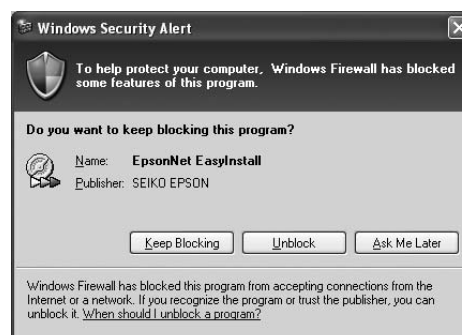 Windows Security Alert
To help protect your computer, Windows Firewall has blocked
some features of this program.
Do you want to keep blocking this program?
Name: EpsonNet EasyInstall
Publisher: SEIKO EPSON
Keep Blocking Unblock Ask Me Later
Windows Firewall has blocked this program from accepting connections from the
Internet or a network. If you recognize the program or trust the publisher, you can
unblock it. When should I unblock a program?